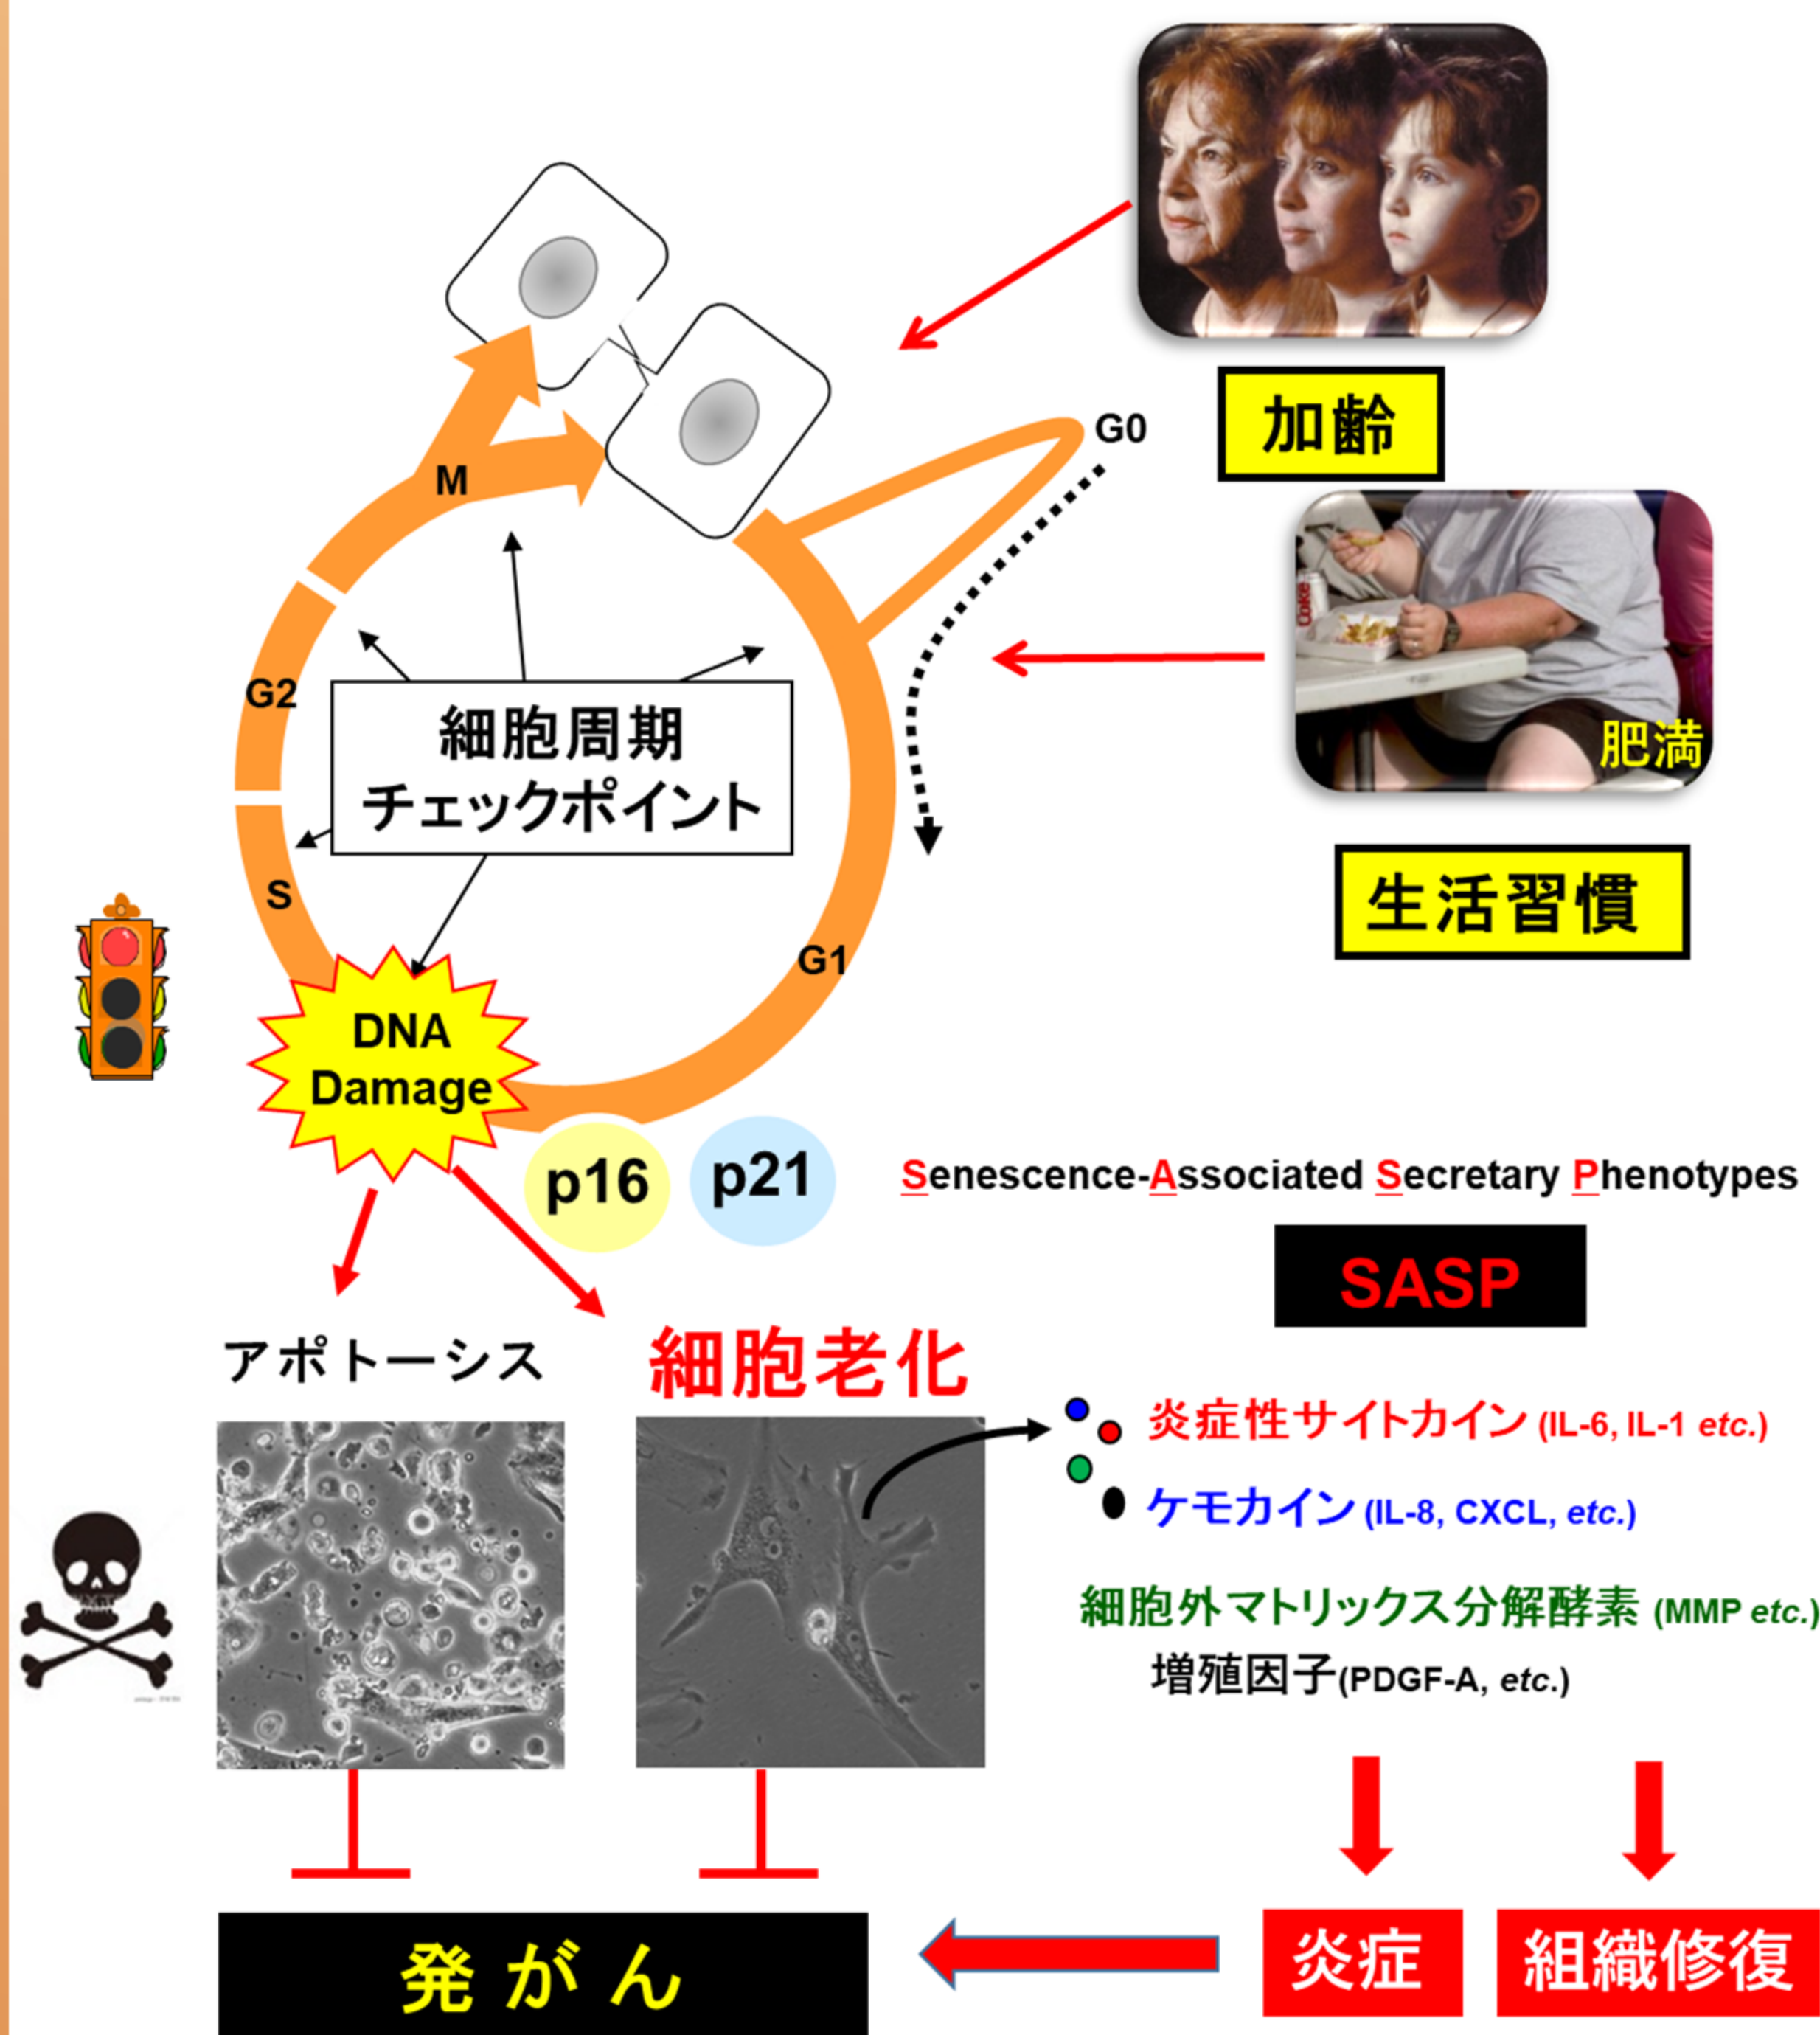 加齢
G0
M
肥満
G2
細胞周期
チェックポイント
生活習慣
S
G1
DNA
Damage
p16
p21
Senescence-Associated Secretary Phenotypes
SASP
アポトーシス
細胞老化
炎症性サイトカイン (IL-6, IL-1 etc.)
ケモカイン (IL-8, CXCL, etc.)
細胞外マトリックス分解酵素 (MMP etc.)
増殖因子(PDGF-A, etc.)
発がん
炎症
組織修復
Coke